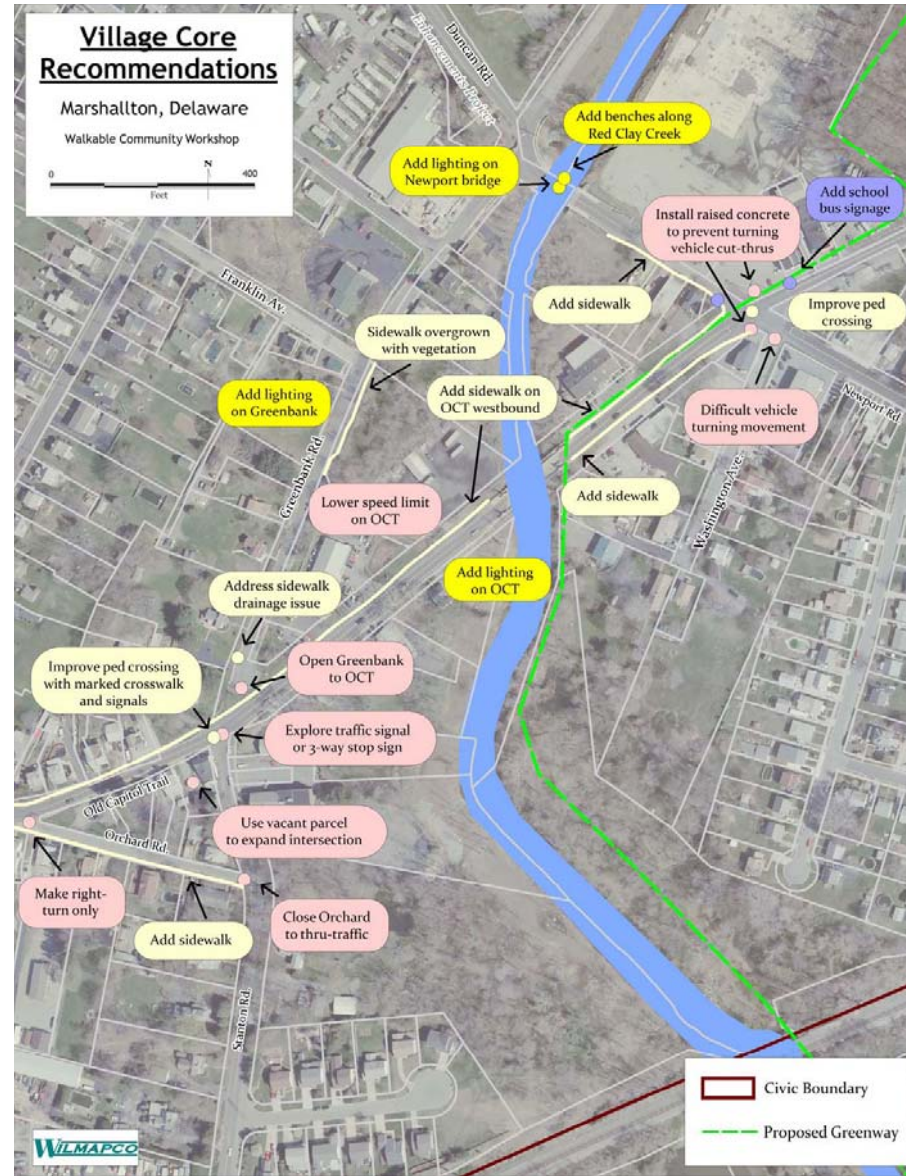 Village Core
Recommendations
Marshallton, Delaware
Walkable Community Workshop
N
0
400
Feet
Duncan Rd.
Enhancements Project
Add benches along
Red Clay Creek
Add lighting on
Newport bridge
Add school
bus signage
Install raised concrete
to prevent turning
vehicle cut-thrus
Franklin Av.
Add sidewalk
Improve ped
crossing
Sidewalk overgrown
with vegetation
Add sidewalk on
OCT westbound
Add lighting
on Greenbank
Newport Rd
Difficult vehicle
turning movement
Greenbank Rd.
Washington Ave.
Lower speed limit
on OCT
Add sidewalk
Add lighting
on OCT
Address sidewalk
drainage issue
Improve ped crossing
with marked crosswalk
and signals
Open Greenbank
to OCT
Explore traffic signal
or 3-way stop sign
Old Capitol Trail
Use vacant parcel
to expand intersection
Orchard Rd.
Make right-
turn only
Add sidewalk
Close Orchard
to thru-traffic
Stanton Rd.
Civic Boundary
Proposed Greenway
WILMAPCO